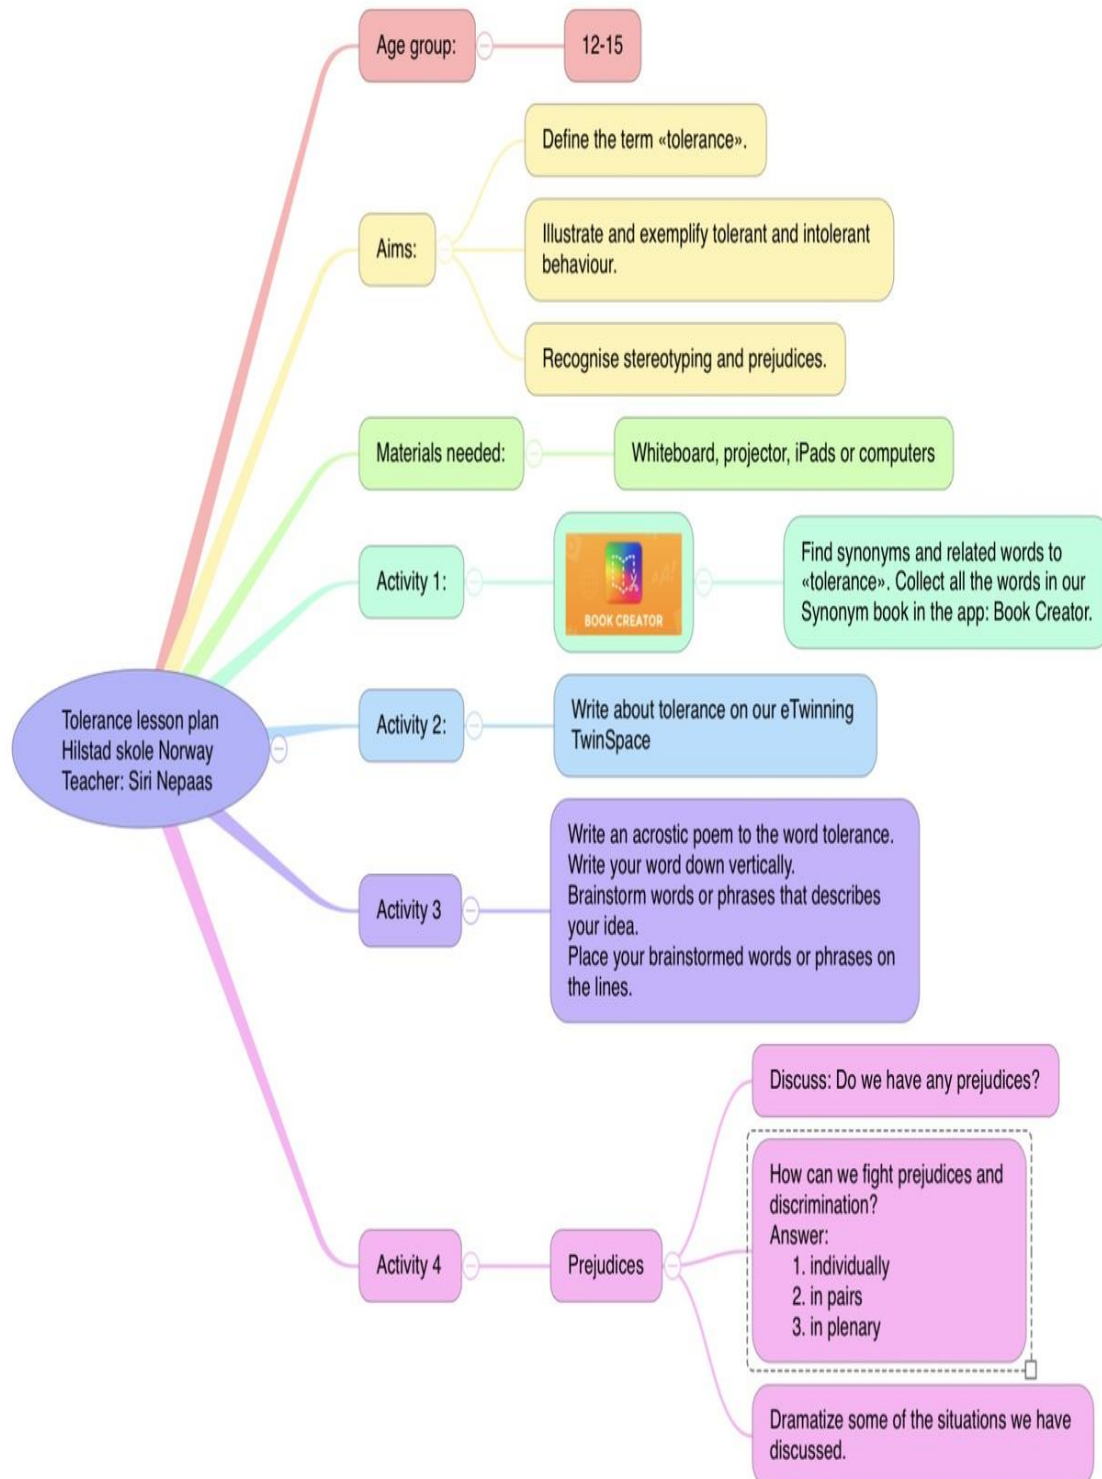 Age group:
12-15
Aims:
Define the term «tolerance».
Illustrate and exemplify tolerant and intolerant
behaviour.
Recognise stereotyping and prejudices.
Materials needed:
Whiteboard, projector, iPads or computers
Activity 1:
BOOK CREATOR
Find synonyms and related words to
«tolerance». Collect all the words in our
Synonym book in the app: Book Creator.
Tolerance lesson plan
Hilstad skole Norway
Teacher: Siri Nepaas
Activity 2:
Write about tolerance on our eTwinning
TwinSpace
Activity 3
Write an acrostic poem to the word tolerance.
Write your word down vertically.
Brainstorm words or phrases that describes
your idea.
Place your brainstormed words or phrases on
the lines.
Activity 4
Prejudices
Discuss: Do we have any prejudices?
How can we fight prejudices and
discrimination?
Answer:
1. individually
2. in pairs
3. in plenary
Dramatize some of the situations we have
discussed.